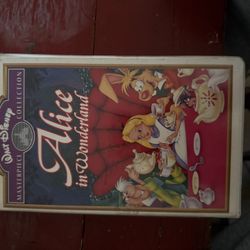 Walt Disney
MASTERPIECE COLLECTION
Alice
in Wonderland